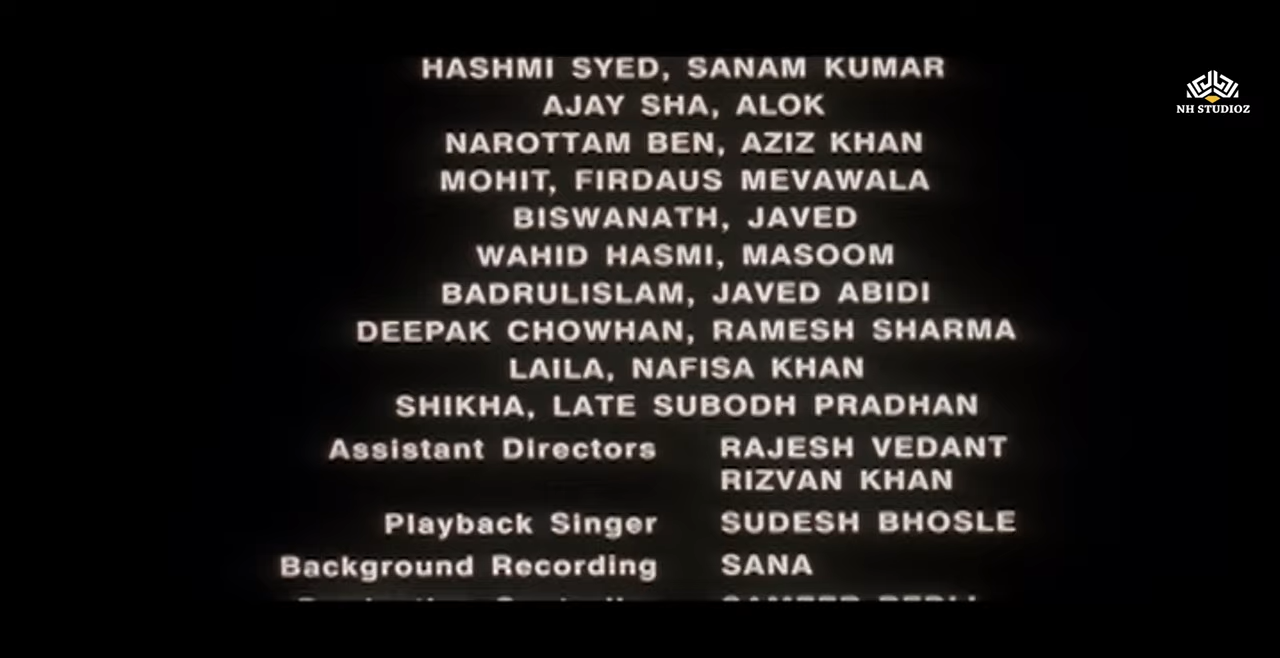 HASHMI SYED, SANAM KUMAR
AJAY SHA, ALOK
NAROTTAM BEN, AZIZ KHAN
MOHIT, FIRDAUS MEVAWALA
BISWANATH, JAVED
WAHID HASMI, MASOOM
BADRULISLAM, JAVED ABIDI
DEEPAK CHOWHAN, RAMESH SHARMA
LAILA, NAFISA KHAN
SHIKHA, LATE SUBODH PRADHAN
Assistant Directors RAJESH VEDANT
RIZVAN KHAN
Playback Singer SUDESH BHOSLE
Background Recording SANA
NH STUDIOZ